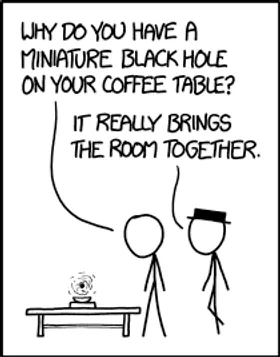 WHY DO YOU HAVE A
MINIATURE BLACK HOLE
ON YOUR COFFEE TABLE?
IT REALLY BRINGS
THE ROOM TOGETHER.